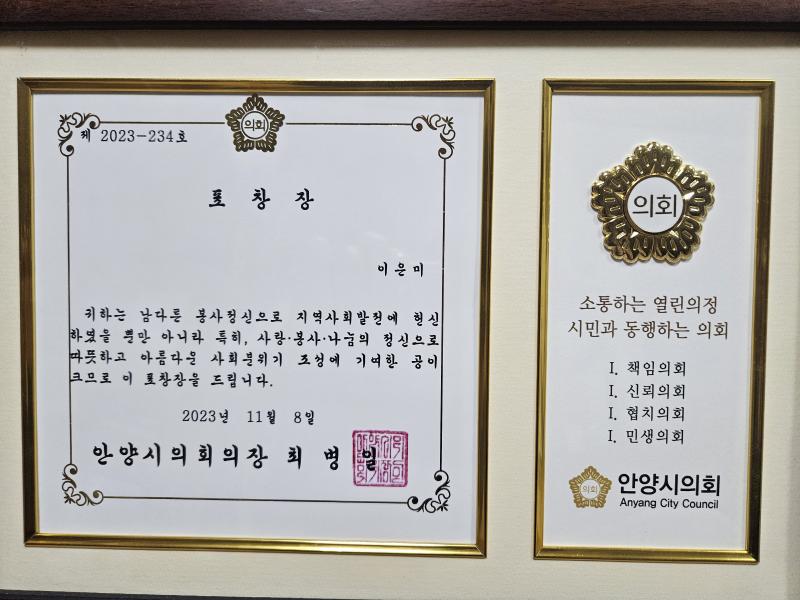 제 2023-234호
의회
표 창 장
이은미
귀하는 남다른 봉사정신으로 지역사회발전에 헌신
하였을 뿐만 아니라 특히, 사랑·봉사·나눔의 정신으로
따뜻하고 아름다운 사회분위기 조성에 기여한 공이
크므로 이 표창장을 드립니다.
2023년 11월 8일
안양시의회의장 최 병 일
의회
소통하는 열린의정
시민과 동행하는 의회
I. 책임의회
I. 신뢰의회
I. 협치의회
I. 민생의회
의회 안양시의회
Anyang City Council